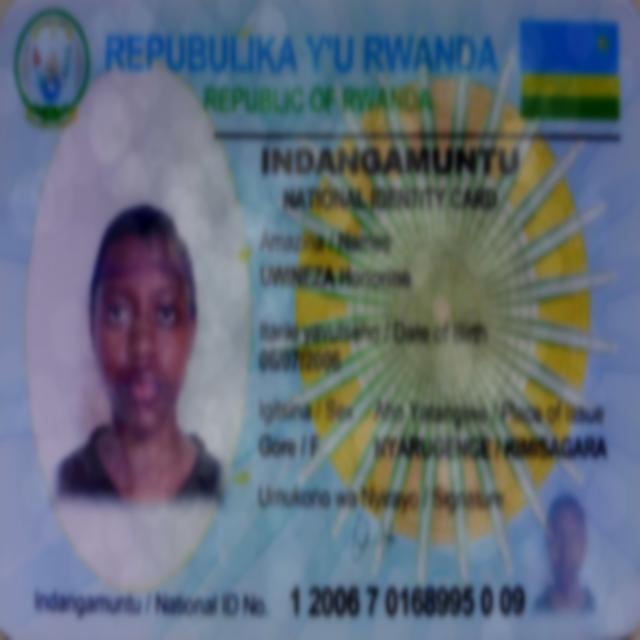 REPUBULIKA Y'U RWANDA
REPUBLIC OF RWANDA
INDANGAMUNTU
NATIONAL IDENTITY CARD
Amazina / Names
UWINEZA
Itariki yavutseho / Date of Birth
Igitsina / Sex
Aho Yatangiwe / Place of Issue
Gore / F
NYARUGENGE / KIMISAGARA
Umukono wa Nyirayo / Signature
Indangamuntu / National ID No. 1 2006 7 0168995 0 09